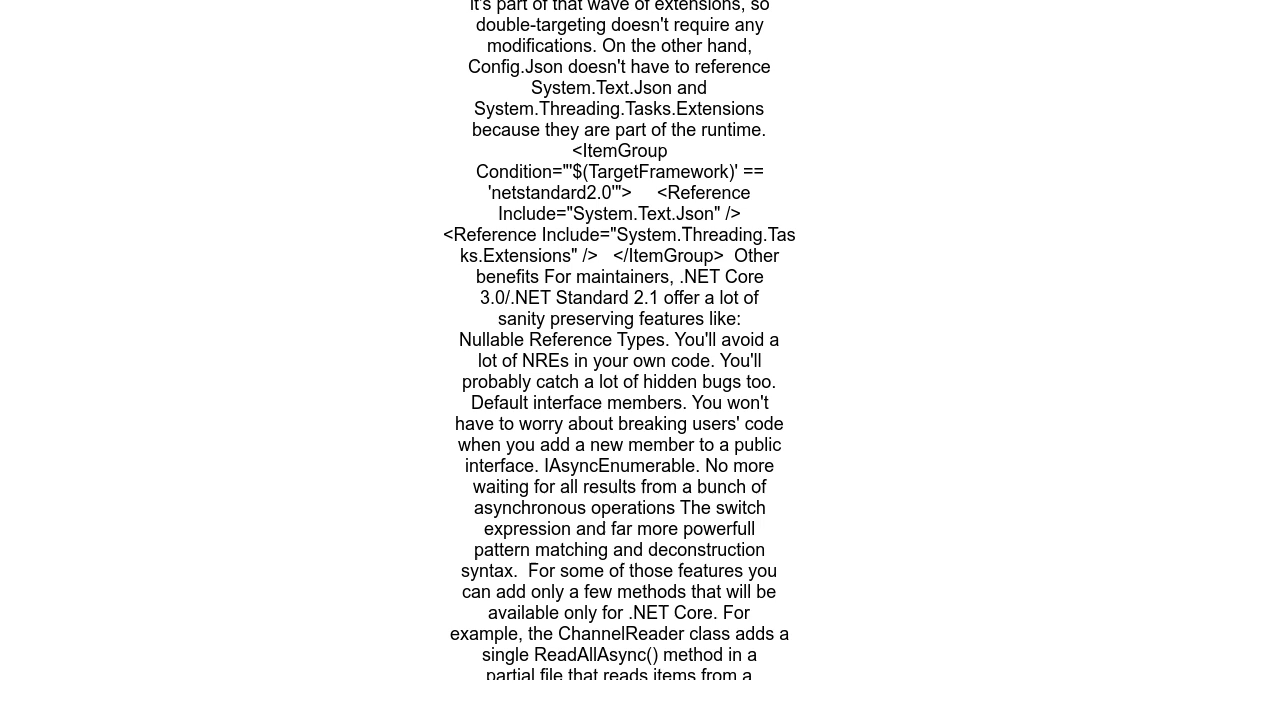 it's part of that wave of extensions, so
double-targeting doesn't require any
modifications. On the other hand,
Config.Json doesn't have to reference
System.Text.Json and
System.Threading.Tasks.Extensions
because they are part of the runtime.
<ItemGroup
Condition="'$(TargetFramework)' ==
'netstandard2.0'">     <Reference
Include="System.Text.Json" />
<Reference Include="System.Threading.Tas
ks.Extensions" />   </ItemGroup>  Other
benefits For maintainers, .NET Core
3.0/.NET Standard 2.1 offer a lot of
sanity preserving features like:
Nullable Reference Types. You'll avoid a
lot of NREs in your own code. You'll
probably catch a lot of hidden bugs too.
Default interface members. You won't
have to worry about breaking users' code
when you add a new member to a public
interface. IAsyncEnumerable. No more
waiting for all results from a bunch of
asynchronous operations The switch
expression and far more powerfull
pattern matching and deconstruction
syntax.  For some of those features you
can add only a few methods that will be
available only for .NET Core. For
example, the ChannelReader class adds a
single ReadAllAsync() method in a
partial file that reads items from a